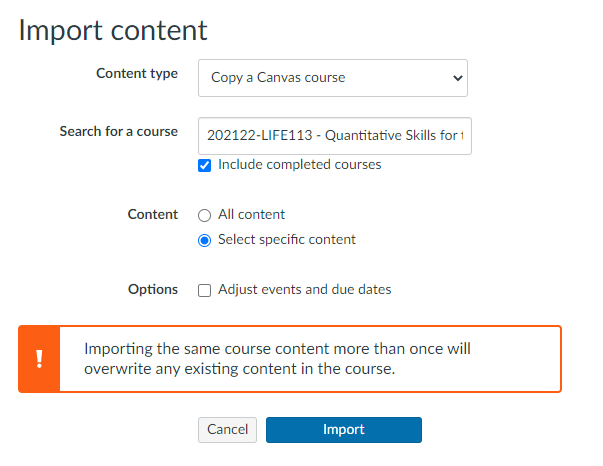 Import content
Content type
Copy a Canvas course
Search for a course
202122-LIFE113 - Quantitative Skills for
Include completed courses
Content
All content
Select specific content
Options
Adjust events and due dates
!
Importing the same course content more than once will
overwrite any existing content in the course.
Cancel
Import